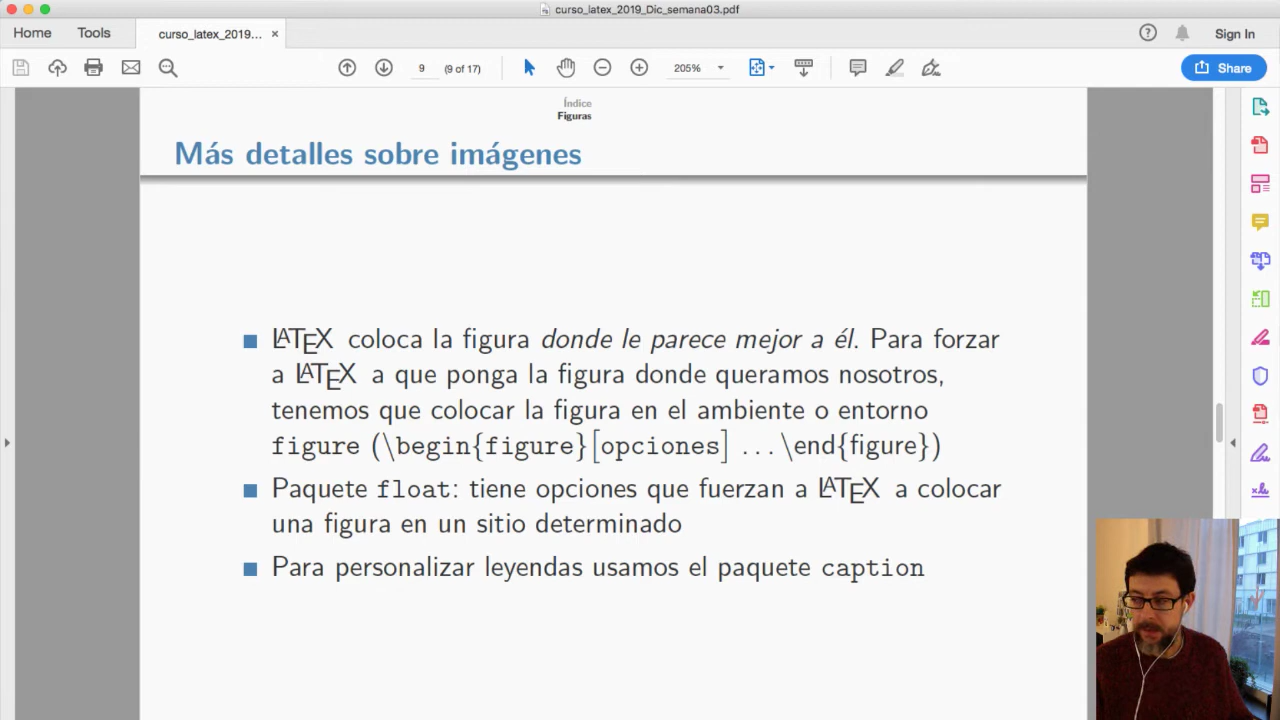 curso_latex_2019_Dic_semana03.pdf
Home Tools curso_latex_2019... × Sign In
9 (9 of 17) 205% Share
Índice
Figuras
Más detalles sobre imágenes
LATEX coloca la figura donde le parece mejor a él. Para forzar
a LATEX a que ponga la figura donde queramos nosotros,
tenemos que colocar la figura en el ambiente o entorno
figure (\begin{figure}[opciones] ...\end{figure})
Paquete float: tiene opciones que fuerzan a LATEX a colocar
una figura en un sitio determinado
Para personalizar leyendas usamos el paquete caption